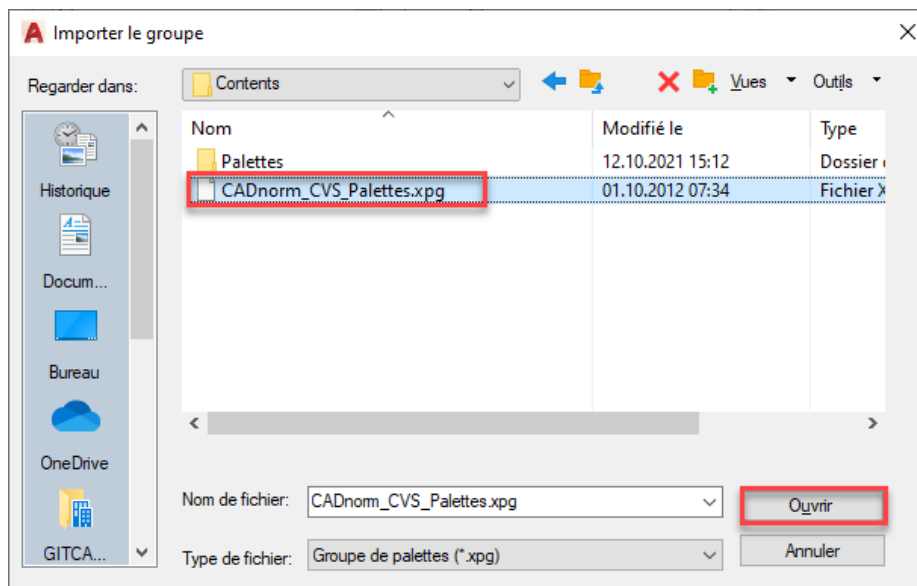 A Importer le groupe
Regarder dans: Contents Vues Outils
Nom Modifié le Type
Palettes 12.10.2021 15:12 Dossier
CADnorm_CVS_Palettes.xpg 01.10.2012 07:34 Fichier X
Historique
Docum...
Bureau
OneDrive
GITCA...
Nom de fichier: CADnorm_CVS_Palettes.xpg Ouvrir
Type de fichier: Groupe de palettes (*.xpg) Annuler